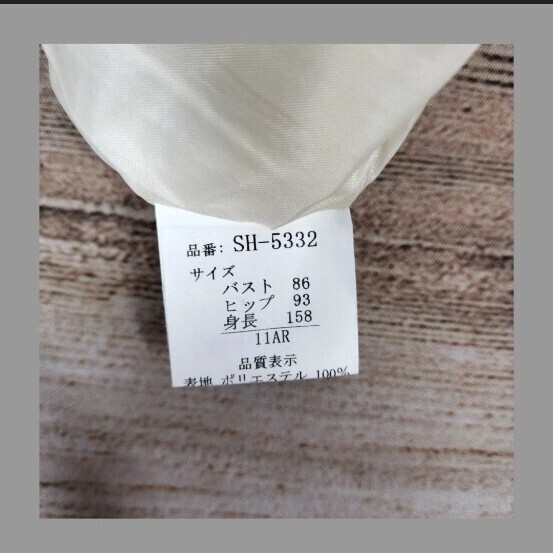 品番: SH-5332
サイズ
バスト 86
ヒップ 93
身長 158
11AR
品質表示
表地 ポリエステル 100%